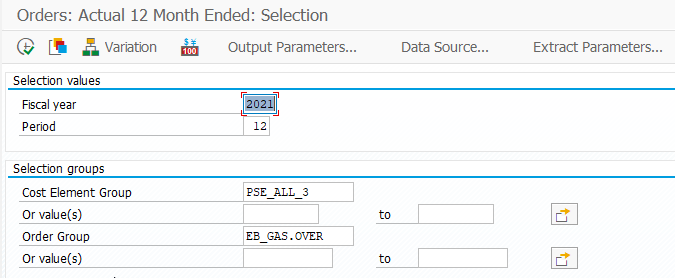 Orders: Actual 12 Month Ended: Selection
Variation $ ¥ 100 Output Parameters... Data Source... Extract Parameters...
Selection values
Fiscal year 2021
Period 12
Selection groups
Cost Element Group PSE_ALL_3
Or value(s) to
Order Group EB_GAS.OVER
Or value(s) to